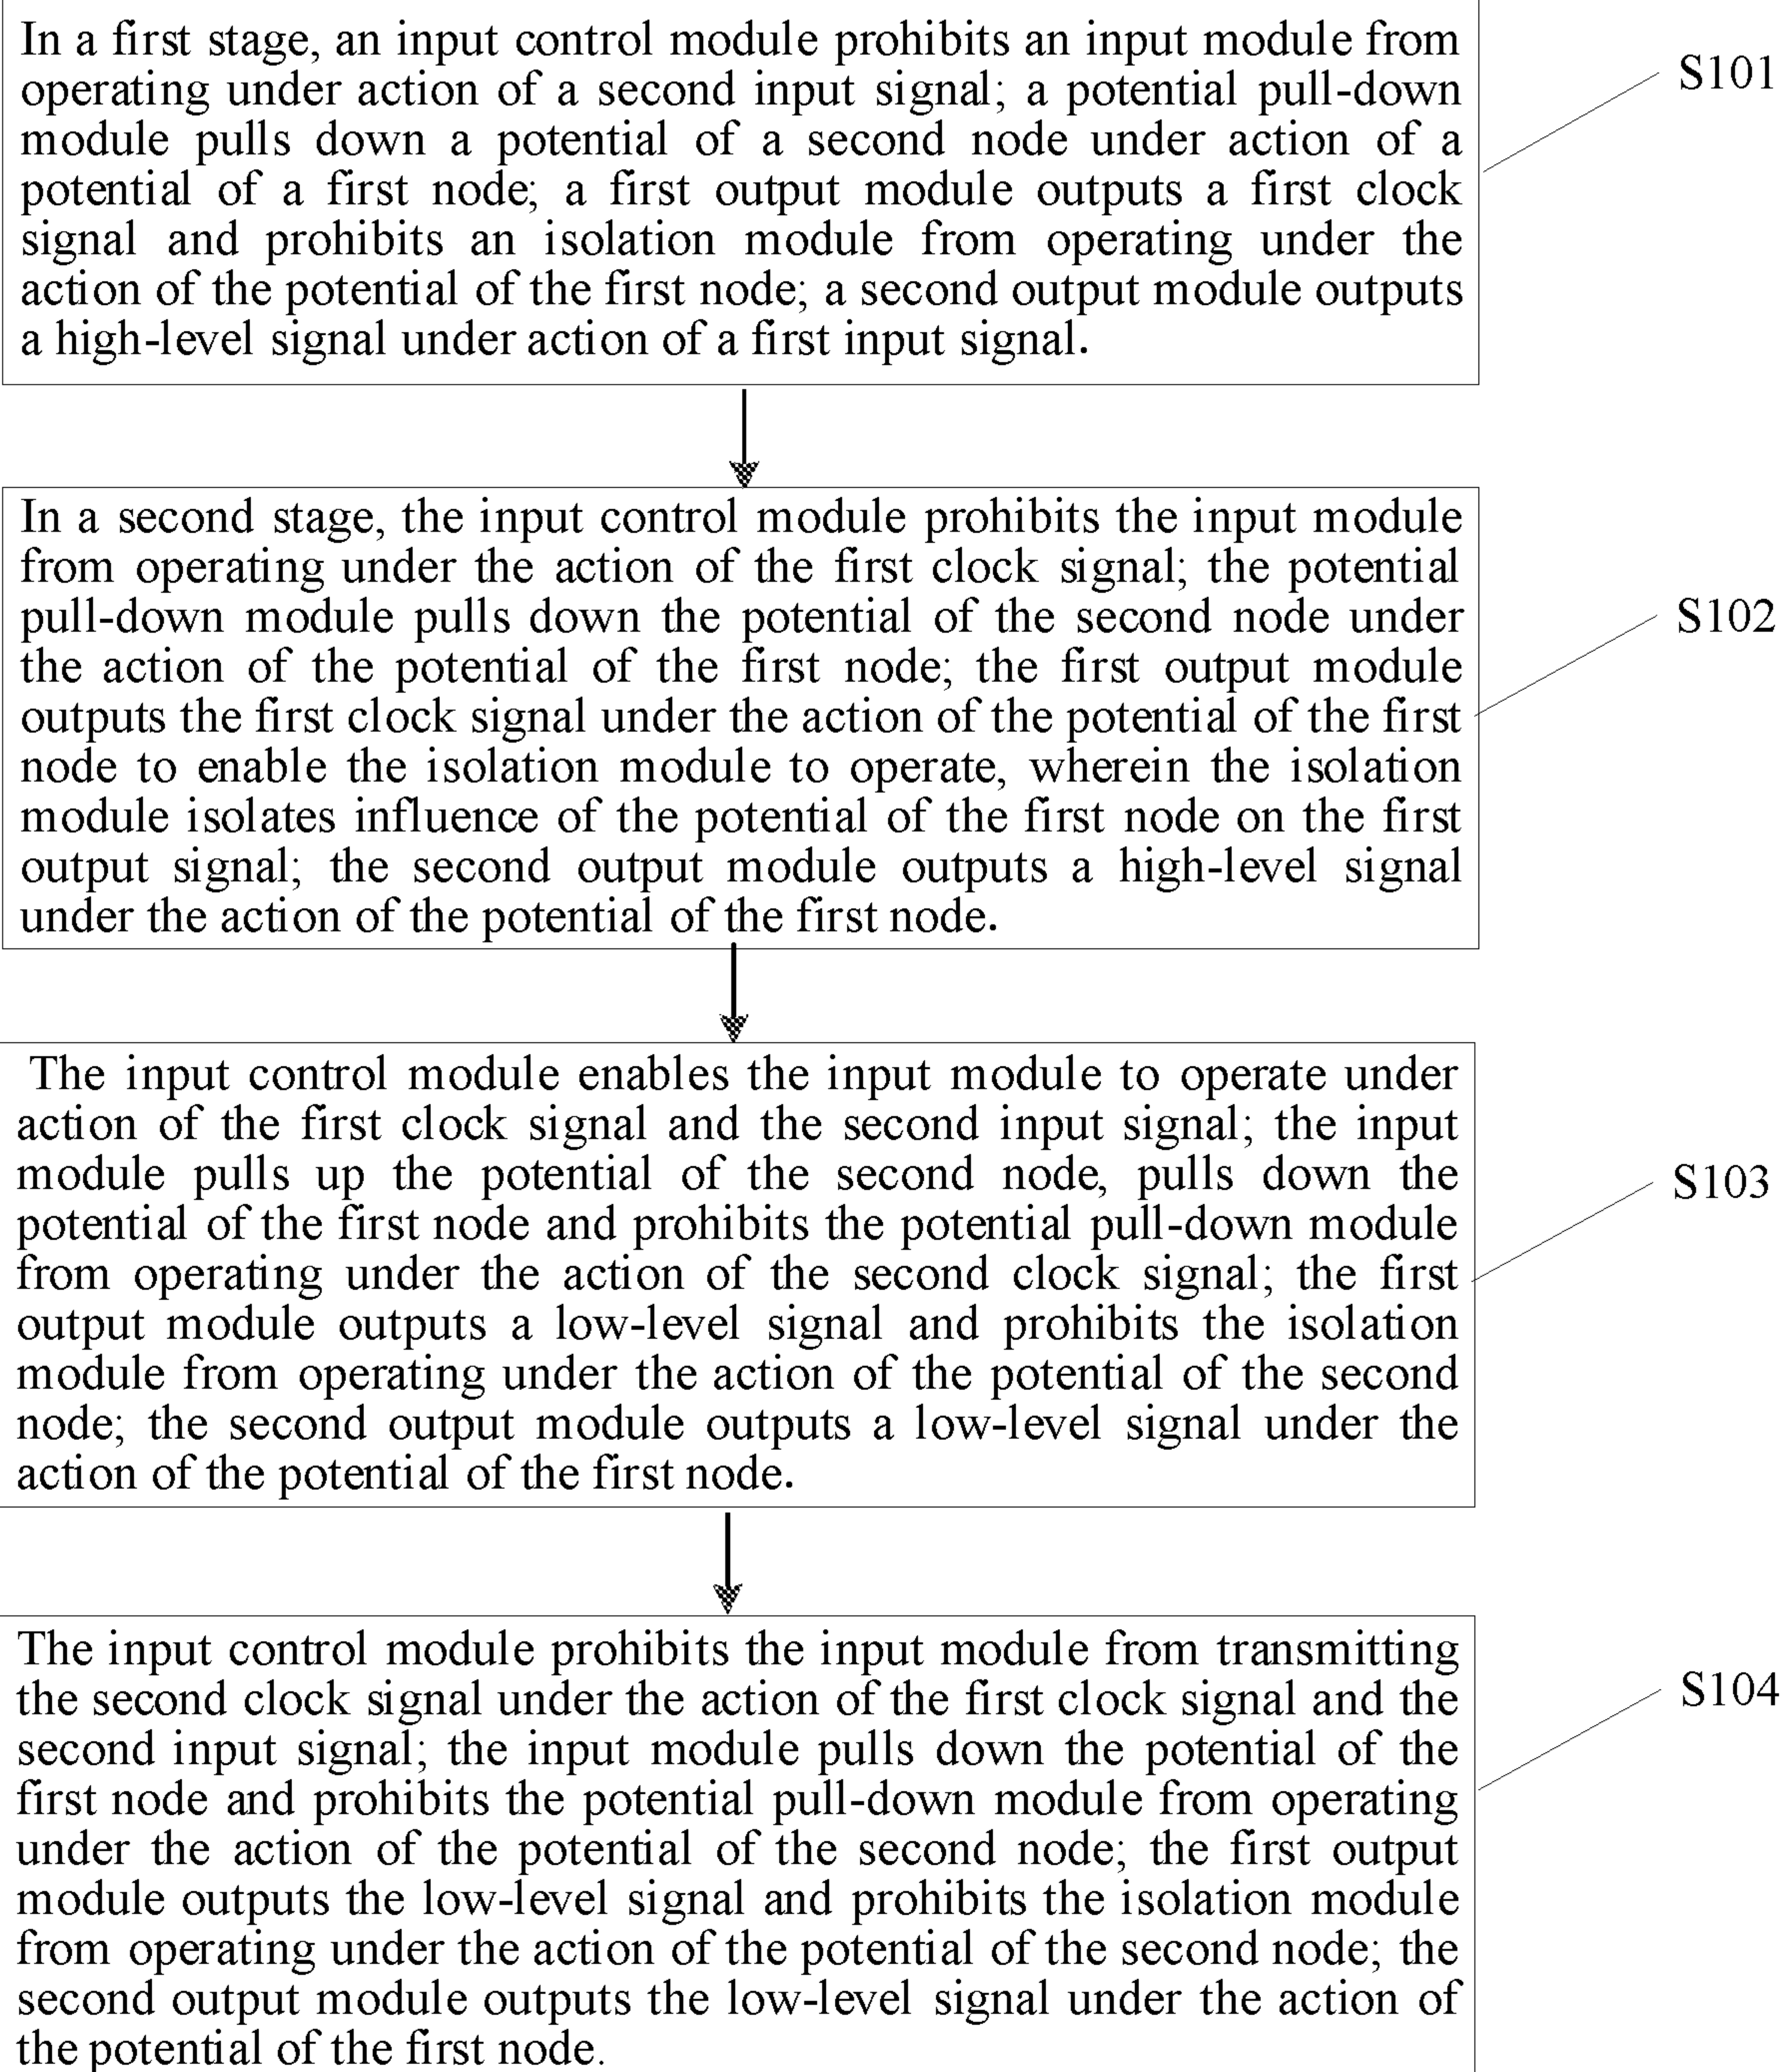 In a first stage, an input control module prohibits an input module from
operating under action of a second input signal; a potential pull-down
module pulls down a potential of a second node under action of a
potential of a first node; a first output module outputs a first clock
signal and prohibits an isolation module from operating under the
action of the potential of the first node; a second output module outputs
a high-level signal under action of a first input signal.
S101
In a second stage, the input control module prohibits the input module
from operating under the action of the first clock signal; the potential
pull-down module pulls down the potential of the second node under
the action of the potential of the first node; the first output module
outputs the first clock signal under the action of the potential of the first
node to enable the isolation module to operate, wherein the isolation
module isolates influence of the potential of the first node on the first
output signal; the second output module outputs a high-level signal
under the action of the potential of the first node.
S102
The input control module enables the input module to operate under
action of the first clock signal and the second input signal; the input
module pulls up the potential of the second node, pulls down the
potential of the first node and prohibits the potential pull-down module
from operating under the action of the second clock signal; the first
output module outputs a low-level signal and prohibits the isolation
module from operating under the action of the potential of the second
node; the second output module outputs a low-level signal under the
action of the potential of the first node.
S103
The input control module prohibits the input module from transmitting
the second clock signal under the action of the first clock signal and the
second input signal; the input module pulls down the potential of the
first node and prohibits the potential pull-down module from operating
under the action of the potential of the second node; the first output
module outputs the low-level signal and prohibits the isolation module
from operating under the action of the potential of the second node; the
second output module outputs the low-level signal under the action of
the potential of the first node.
S104